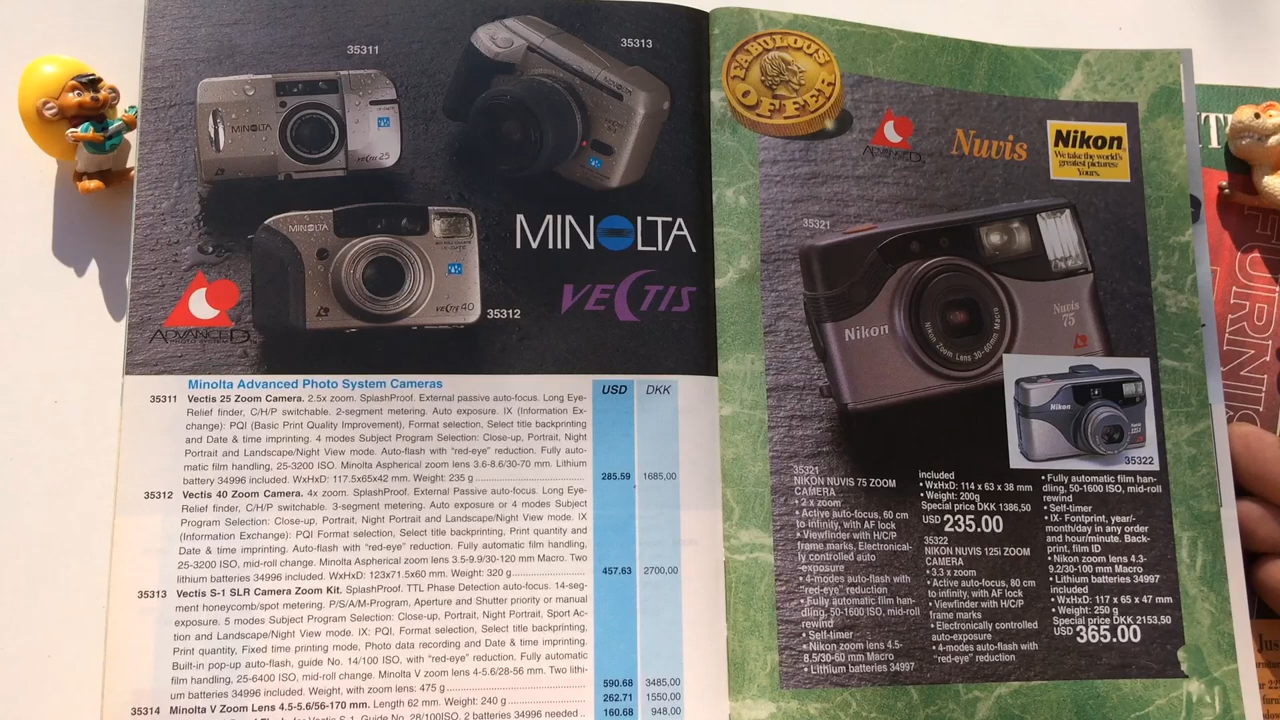 35311
35313
MINOLTA
VECTIS 25
MINOLTA
MINOLTA
VECTIS 40
35312
MINOLTA
VECTIS
ADVANCED
Minolta Advanced Photo System Cameras
USD DKK
35311 Vectis 25 Zoom Camera. 2.5x zoom. SplashProof. External passive auto-focus. Long Eye-
Relief finder, C/H/P switchable. 2-segment metering. Auto exposure. IX (Information Ex-
change): PQI (Basic Print Quality Improvement), Format selection, Select title backprinting
and Date & time imprinting. 4 modes Subject Program Selection: Close-up, Portrait, Night
Portrait and Landscape/Night View mode. Auto-flash with "red-eye" reduction. Fully auto-
matic film handling, 25-3200 ISO. Minolta Aspherical zoom lens 3.6-8.6/30-70 mm. Lithium
battery 34996 included. WxHxD: 117.5x65x42 mm. Weight: 235 g 285.59 1685,00
35312 Vectis 40 Zoom Camera. 4x zoom. SplashProof. External Passive auto-focus. Long Eye-
Relief finder, C/H/P switchable. 3-segment metering. Auto exposure or 4 modes Subject
Program Selection: Close-up, Portrait, Night Portrait and Landscape/Night View mode. IX
(Information Exchange): PQI Format selection, Select Title backprinting, Print quantity and
Date & time imprinting. Auto-flash with "red-eye" reduction. Fully automatic film handling,
25-3200 ISO, mid-roll change. Minolta Aspherical zoom lens 3.5-9.9/30-120 mm Macro. Two
lithium batteries 34996 included. WxHxD: 123x71.5x60 mm. Weight: 320 g 457.63 2700,00
35313 Vectis S-1 SLR Camera Zoom Kit. SplashProof. TTL Phase Detection auto-focus. 14-seg-
ment honeycomb/spot metering. P/S/A/M-Program, Aperture and Shutter priority or manual
exposure. 5 modes Subject Program Selection: Close-up, Portrait, Night Portrait, Sport Ac-
tion and Landscape/Night View mode. IX: PQI, Format selection, Select Title backprinting,
Print quantity, Fixed time printing mode, Photo data recording and Date & time imprinting.
Built-in pop-up auto-flash, guide No. 14/100 ISO, with "red-eye" reduction. Fully automatic
film handling, 25-6400 ISO, mid-roll change. Minolta V zoom lens 4-5.6/28-56 mm. Two lithi-
um batteries 34996 included. Weight, with zoom lens: 475 g 590.68 3485,00
35314 Minolta V Zoom Lens 4.5-5.6/56-170 mm. Length 62 mm. Weight: 240 g 262.71 1550,00
Vectis S-1. Guide No. 28/100ISO. 2 batteries 34996 needed 160.68 948,00
FABULOUS
OFFER
ADVANCED
Nuvis
Nikon
We take the world's
greatest pictures.
Yours.
35321
Nikon
Nikon Zoom Lens 30-60mm Macro
Nuvis
75
Nikon
35322
35321
NIKON NUVIS 75 ZOOM
CAMERA
• 2 x zoom
• Active auto-focus, 60 cm
to infinity, with AF lock
• Viewfinder with H/C/P
frame marks, Electronical-
ly controlled auto
-exposure
• 4-modes auto-flash with
"red-eye" reduction
• Fully automatic film han-
dling, 50-1600 ISO, mid-roll
rewind
• Self-timer
• Nikon zoom lens 4.5-
8.5/30-60 mm Macro
• Lithium batteries 34997
included
• WxHxD: 114 x 63 x 38 mm
• Weight: 200g
Special price DKK 1386,50
USD 235.00
35322
NIKON NUVIS 125i ZOOM
CAMERA
• 3.3 x zoom
• Active auto-focus, 80 cm
to infinity, with AF lock
• Viewfinder with H/C/P
frame marks
• Electronically controlled
auto-exposure
• 4-modes auto-flash with
"red-eye" reduction
• Fully automatic film han-
dling, 50-1600 ISO, mid-roll
rewind
• Self-timer
• IX- Footprint, year/-
month/day in any order
and hour/minute. Back-
print, film ID
• Nikon zoom lens 4.3-
9.2/30-100 mm Macro
• Lithium batteries 34997
included
• WxHxD: 117 x 65 x 47 mm
• Weight: 250 g
Special price DKK 2153,50
USD 365.00